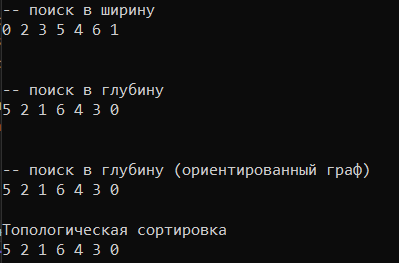 -- поиск в ширину
0 2 3 5 4 6 1
-- поиск в глубину
5 2 1 6 4 3 0
-- поиск в глубину (ориентированный граф)
5 2 1 6 4 3 0
Топологическая сортировка
5 2 1 6 4 3 0